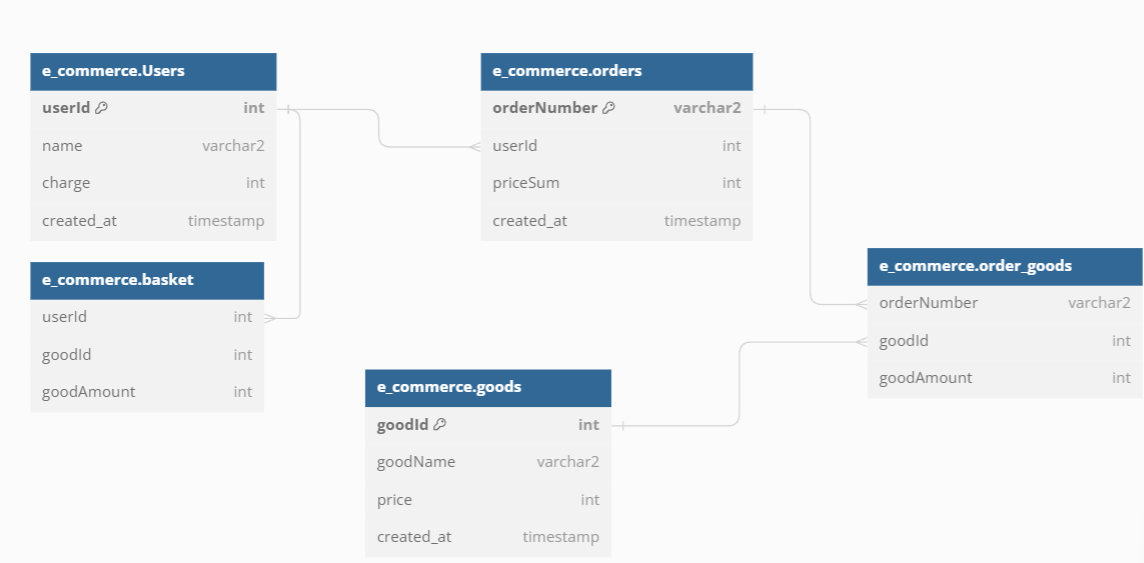 e_commerce.Users
userId int
name varchar2
charge int
created_at timestamp
e_commerce.orders
orderNumber varchar2
userId int
priceSum int
created_at timestamp
e_commerce.basket
userId int
goodId int
goodAmount int
e_commerce.order_goods
orderNumber varchar2
goodId int
goodAmount int
e_commerce.goods
goodId int
goodName varchar2
price int
created_at timestamp